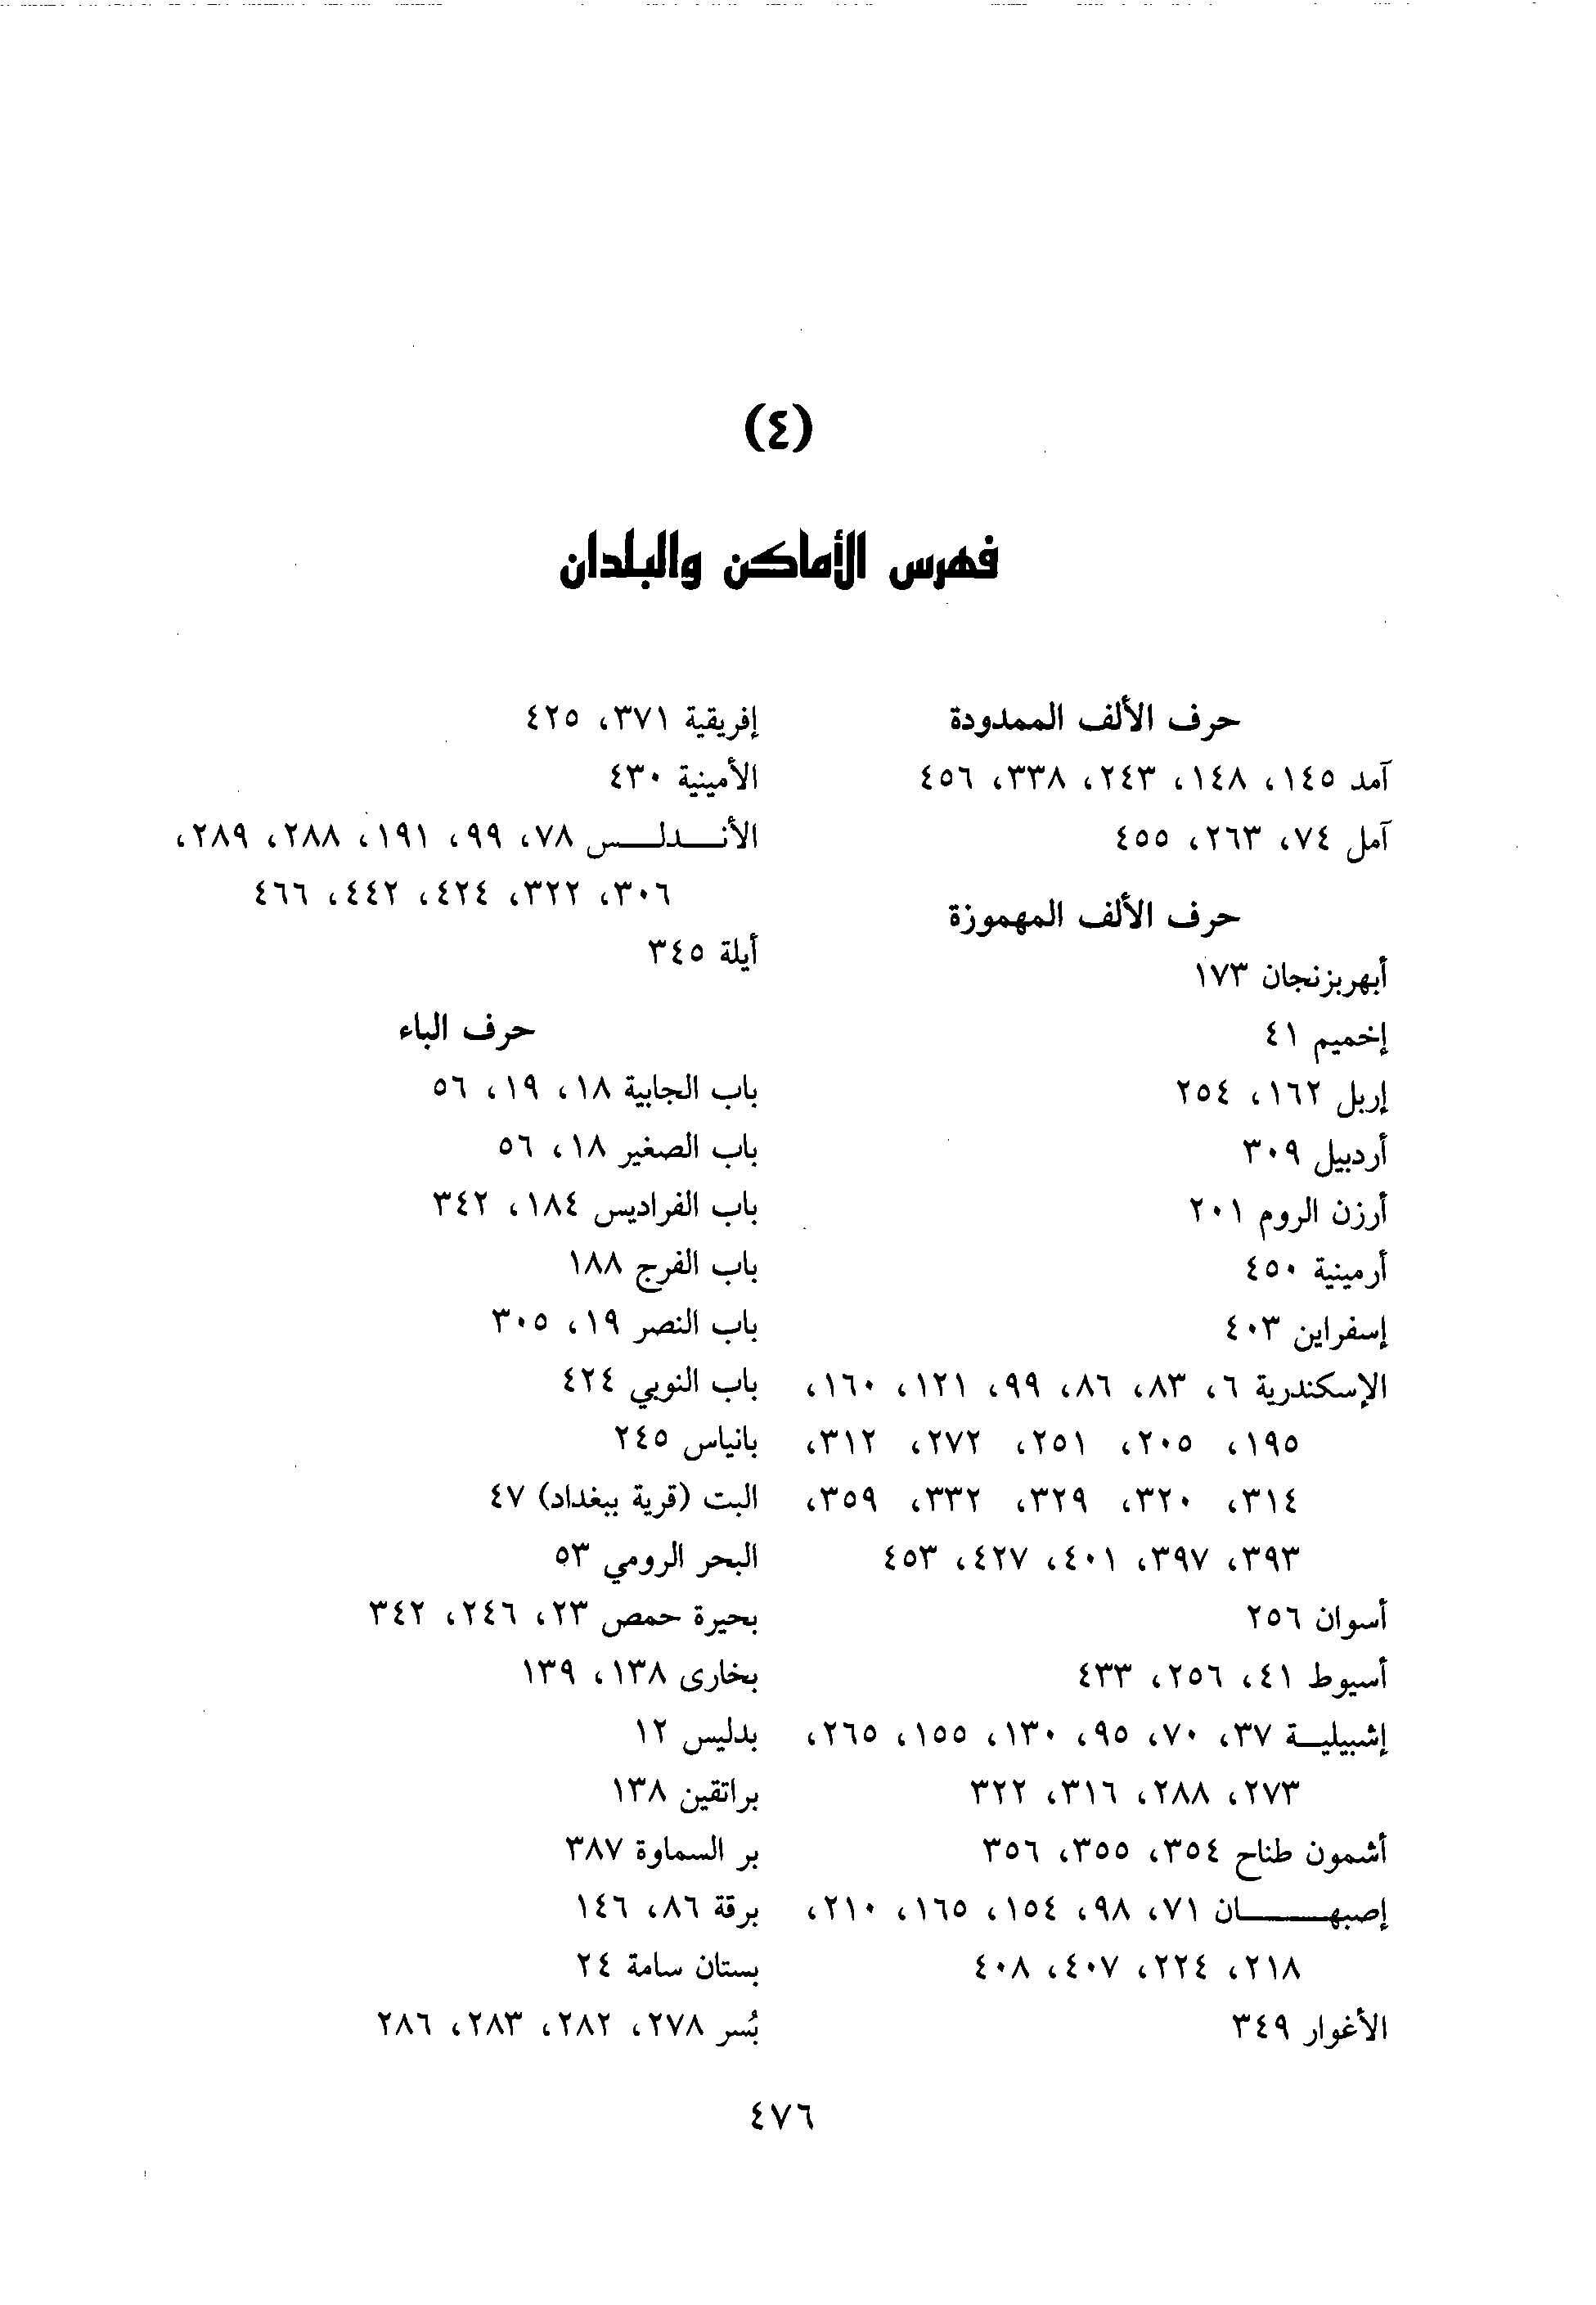 (٤)
فهرس الأماكن والبلدان
حرف الألف الممدودة
آمد ١٤٥، ١٤٨، ٢٤٣، ٣٣٨، ٤٥٦
آمل ٧٤، ٢٦٣، ٤٥٥
حرف الألف المهموزة
أبهربزنجان ١٧٣
إخميم ٤١
إربل ١٦٢، ٢٥٤
أردبيل ٣٠٩
أرزن الروم ٢٠١
أرمينية ٤٥٠
إسفراين ٤٠٣
الإسكندرية ٦، ٨٣، ٨٦، ٩٩، ١٢١، ١٦٠،
١٩٥، ٢٠٥، ٢٥١، ٢٧٢، ٣١٢،
٣١٤، ٣٢٠، ٣٢٩، ٣٣٢، ٣٥٩،
٣٩٣، ٣٩٧، ٤٠١، ٤٢٧، ٤٥٣
أسوان ٢٥٦
أسيوط ٤١، ٢٥٦، ٤٣٣
إشبيليـة ٣٧، ٧٠، ٩٥، ١٣٠، ١٥٥، ٢٦٥،
٢٧٣، ٢٨٨، ٣١٦، ٣٢٢
أشمون طناح ٣٥٤، ٣٥٥، ٣٥٦
إصبهــــان ٧١، ٩٨، ١٥٤، ١٦٥، ٢١٠،
٢١٨، ٢٢٤، ٤٠٧، ٤٠٨
الأغوار ٣٤٩
إفريقية ٣٧١، ٤٢٥
الأمينية ٤٣٠
الأنـــدلـــس ٧٨، ٩٩، ١٩١، ٢٨٨، ٢٨٩،
٣٠٦، ٣٢٢، ٤٢٤، ٤٤٢، ٤٦٦
أيلة ٣٤٥
حرف الباء
باب الجابية ١٨، ١٩، ٥٦
باب الصغير ١٨، ٥٦
باب الفراديس ١٨٤، ٣٤٢
باب الفرج ١٨٨
باب النصر ١٩، ٣٠٥
باب النوبي ٤٢٤
بانياس ٢٤٥
البت (قرية ببغداد) ٤٧
البحر الرومي ٥٣
بحيرة حمص ٢٣، ٢٤٦، ٣٤٢
بخارى ١٣٨، ١٣٩
بدليس ١٢
براتقين ١٣٨
بر السماوة ٣٨٧
برقة ٨٦، ١٤٦
بستان سامة ٢٤
بُسر ٢٧٨، ٢٨٢، ٢٨٣، ٢٨٦
٤٧٦